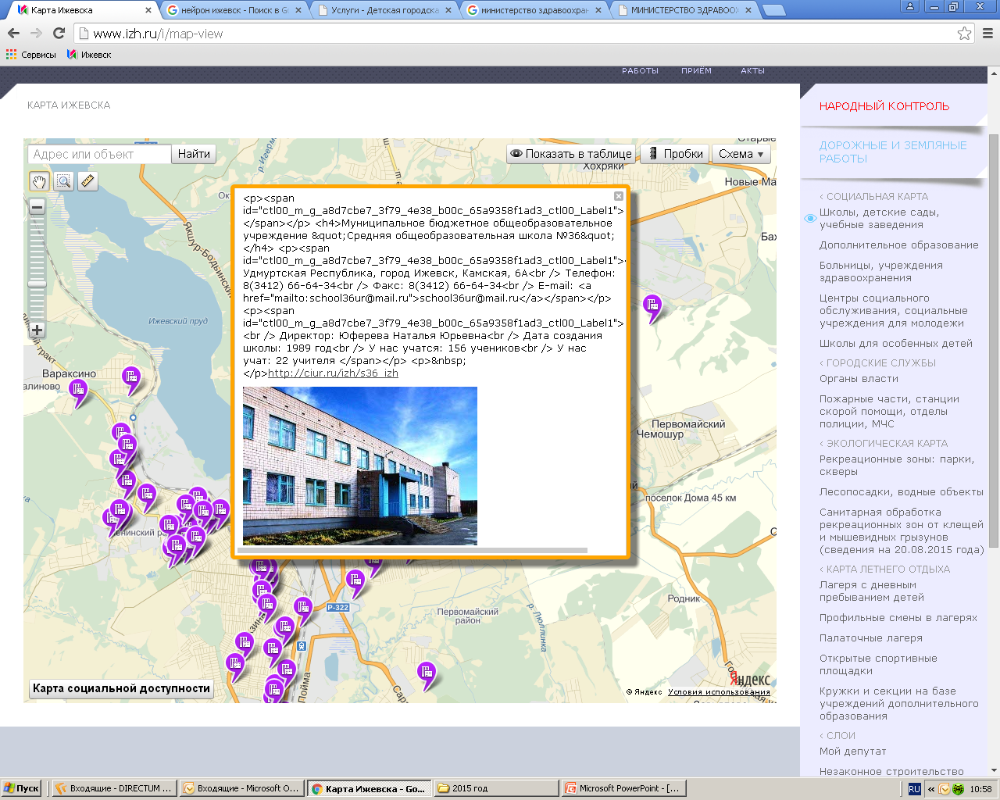 Карта Ижевска
нейрон ижевск - Поиск в Go
Услуги - Детская городска
министерство здравоохран
МИНИСТЕРСТВО ЗДРАВООХ
www.izh.ru/i/map-view
Сервисы
Ижевск
РАБОТЫ
ПРИЁМ
АКТЫ
КАРТА ИЖЕВСКА
Адрес или объект
Найти
Показать в таблице
Пробки
Схема
Старые
Хохряки
Новые Ма
Бах
р. Игерм
Якшур-Бодьинский
Ижевский пруд
тракт
Вараксино
алиново
<p><span
id="ctl00_m_g_a8d7cbe7_3f79_4e38_b00c_65a9358f1ad3_ctl00_Label1">
</span></p> <h4>Муниципальное бюджетное общеобразовательное
учреждение &quot;Средняя общеобразовательная школа №36&quot;
</h4> <p><span
id="ctl00_m_g_a8d7cbe7_3f79_4e38_b00c_65a9358f1ad3_ctl00_Label1">
Удмуртская Республика, город Ижевск, Камская, 6А<br /> Телефон:
8(3412) 66-64-34<br /> Факс: 8(3412) 66-64-34<br /> E-mail: <a
href="mailto:school36ur@mail.ru">school36ur@mail.ru</a></span></p>
<p><span
id="ctl00_m_g_a8d7cbe7_3f79_4e38_b00c_65a9358f1ad3_ctl00_Label1">
<br /> Директор: Юферева Наталья Юрьевна<br /> Дата создания
школы: 1989 год<br /> У нас учатся: 156 учеников<br /> У нас
учат: 22 учителя </span></p> <p>&nbsp;
</p>http://ciur.ru/izh/s36_izh
Первомайский
Чемошур
ий
поселок Дома 45 км
С
енинский ра
Р-322
Первомайский
район
р. Люллинка
Родник
Пойма
Сар
Яндекс
© Яндекс Условия использования
Карта социальной доступности
НАРОДНЫЙ КОНТРОЛЬ
ДОРОЖНЫЕ И ЗЕМЛЯНЫЕ
РАБОТЫ
‹ СОЦИАЛЬНАЯ КАРТА
Школы, детские сады,
учебные заведения
Дополнительное образование
Больницы, учреждения
здравоохранения
Центры социального
обслуживания, социальные
учреждения для молодежи
Школы для особенных детей
‹ ГОРОДСКИЕ СЛУЖБЫ
Органы власти
Пожарные части, станции
скорой помощи, отделы
полиции, МЧС
‹ ЭКОЛОГИЧЕСКАЯ КАРТА
Рекреационные зоны: парки,
скверы
Лесопосадки, водные объекты
Санитарная обработка
рекреационных зон от клещей
и мышевидных грызунов
(сведения на 20.08.2015 года)
‹ КАРТА ЛЕТНЕГО ОТДЫХА
Лагеря с дневным
пребыванием детей
Профильные смены в лагерях
Палаточные лагеря
Открытые спортивные
площадки
Кружки и секции на базе
учреждений дополнительного
образования
‹ СЛОИ
Мой депутат
Незаконное строительство
Пуск
Входящие - DIRECTUM ...
Входящие - Microsoft O...
Карта Ижевска - Go...
2015 год
Microsoft PowerPoint - [...
RU
«
10:58